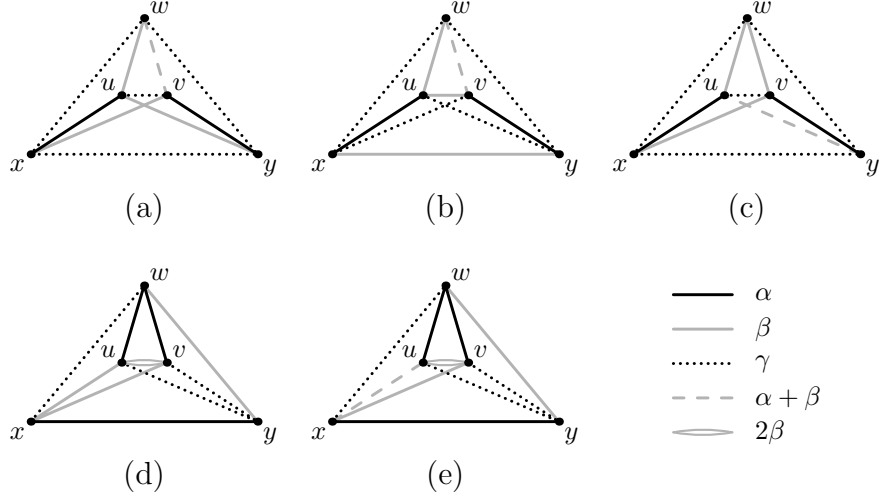 w w w
u v u v u v
x y x y x y
(a) (b) (c)
w w
u v u v
x y x y
(d) (e)
α
β
γ
α + β
2β